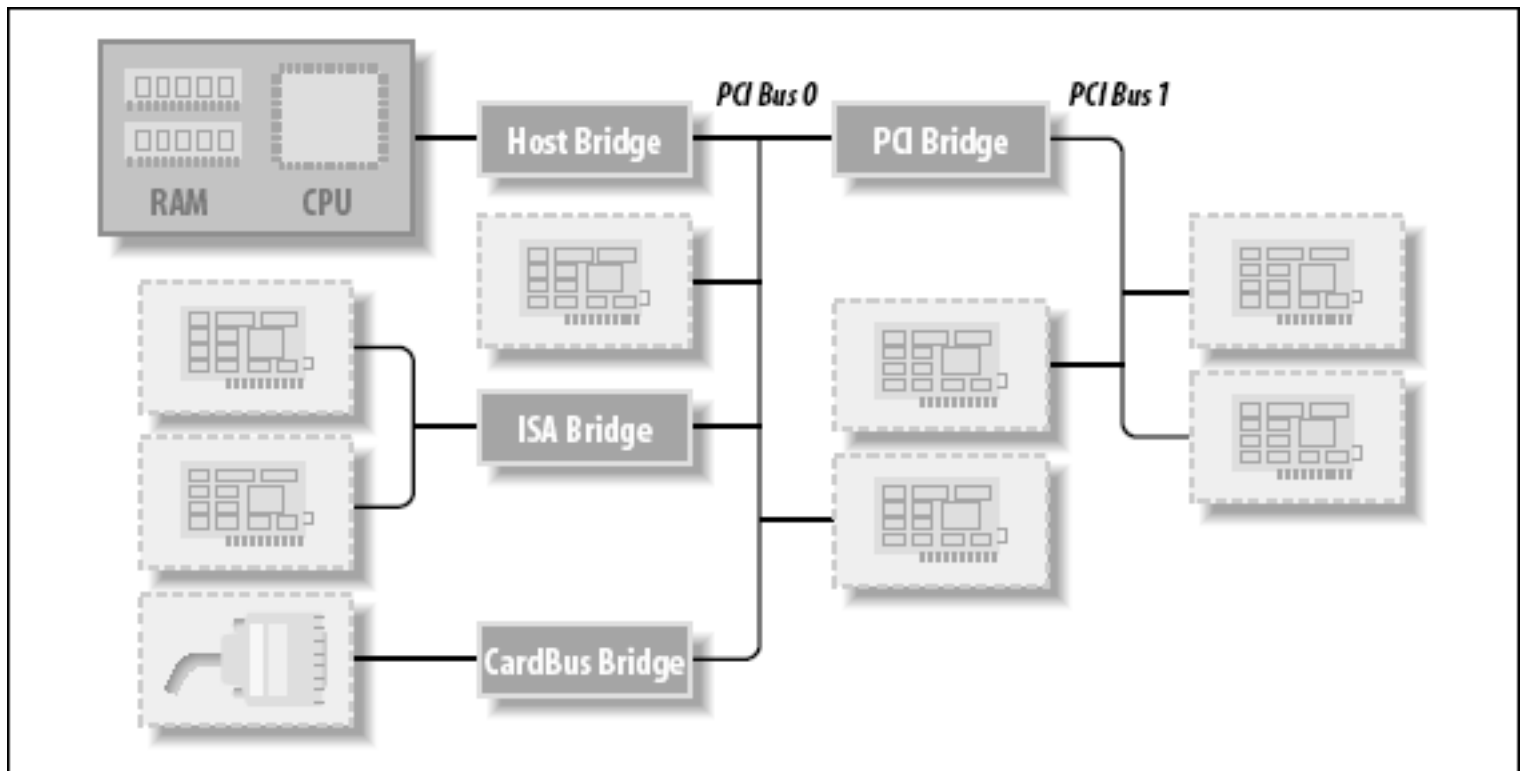 PCI Bus 0
PCI Bus 1
Host Bridge
PCI Bridge
RAM
CPU
ISA Bridge
CardBus Bridge